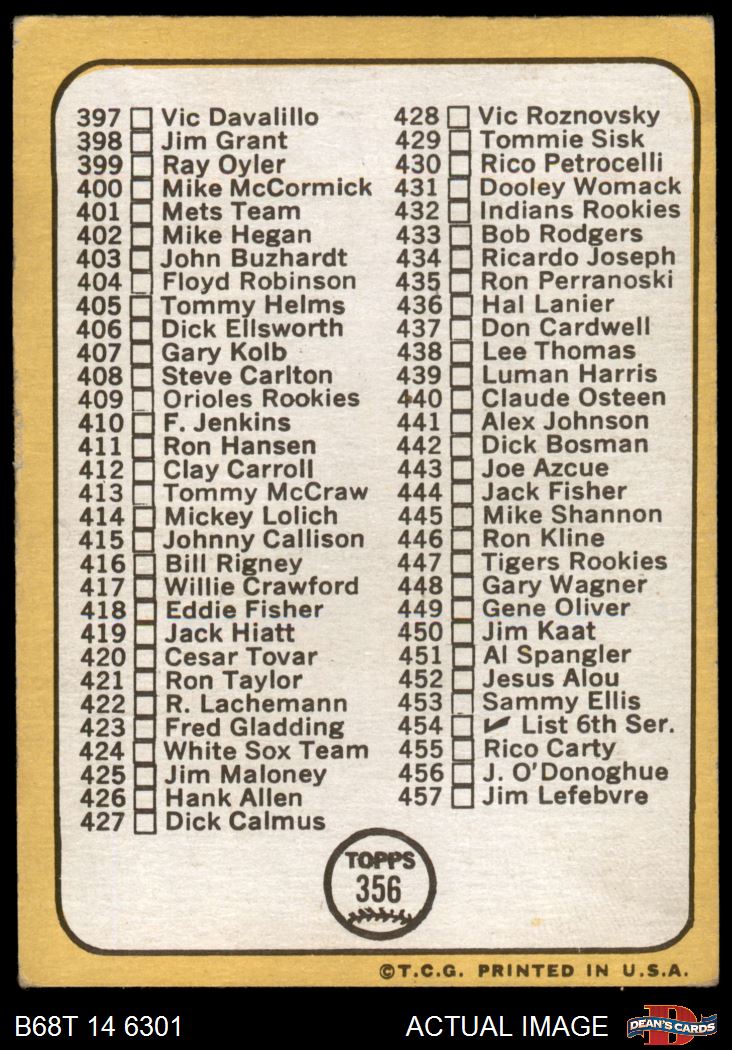 397 Vic Davalillo
398 Jim Grant
399 Ray Oyler
400 Mike McCormick
401 Mets Team
402 Mike Hegan
403 John Buzhardt
404 Floyd Robinson
405 Tommy Helms
406 Dick Ellsworth
407 Gary Kolb
408 Steve Carlton
409 Orioles Rookies
410 F. Jenkins
411 Ron Hansen
412 Clay Carroll
413 Tommy McCraw
414 Mickey Lolich
415 Johnny Callison
416 Bill Rigney
417 Willie Crawford
418 Eddie Fisher
419 Jack Hiatt
420 Cesar Tovar
421 Ron Taylor
422 R. Lachemann
423 Fred Gladding
424 White Sox Team
425 Jim Maloney
426 Hank Allen
427 Dick Calmus
428 Vic Roznovsky
429 Tommie Sisk
430 Rico Petrocelli
431 Dooley Womack
432 Indians Rookies
433 Bob Rodgers
434 Ricardo Joseph
435 Ron Perranoski
436 Hal Lanier
437 Don Cardwell
438 Lee Thomas
439 Luman Harris
440 Claude Osteen
441 Alex Johnson
442 Dick Bosman
443 Joe Azcue
444 Jack Fisher
445 Mike Shannon
446 Ron Kline
447 Tigers Rookies
448 Gary Wagner
449 Gene Oliver
450 Jim Kaat
451 Al Spangler
452 Jesus Alou
453 Sammy Ellis
454 ✓ List 6th Ser.
455 Rico Carty
456 J. O'Donoghue
457 Jim Lefebvre
TOPPS
356
©T.C.G. PRINTED IN U.S.A.
B68T 14 6301 ACTUAL IMAGE
D
DEAN'S CARDS